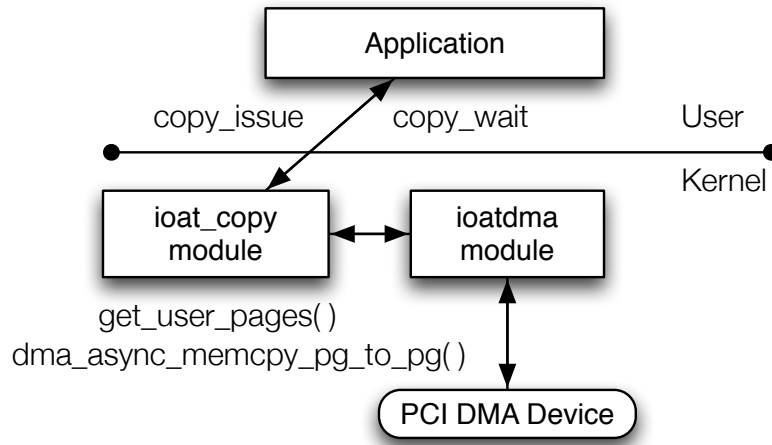 Application
copy_issue
copy_wait
User
Kernel
ioat_copy
module
ioatdma
module
get_user_pages( )
dma_async_memcpy_pg_to_pg( )
PCI DMA Device